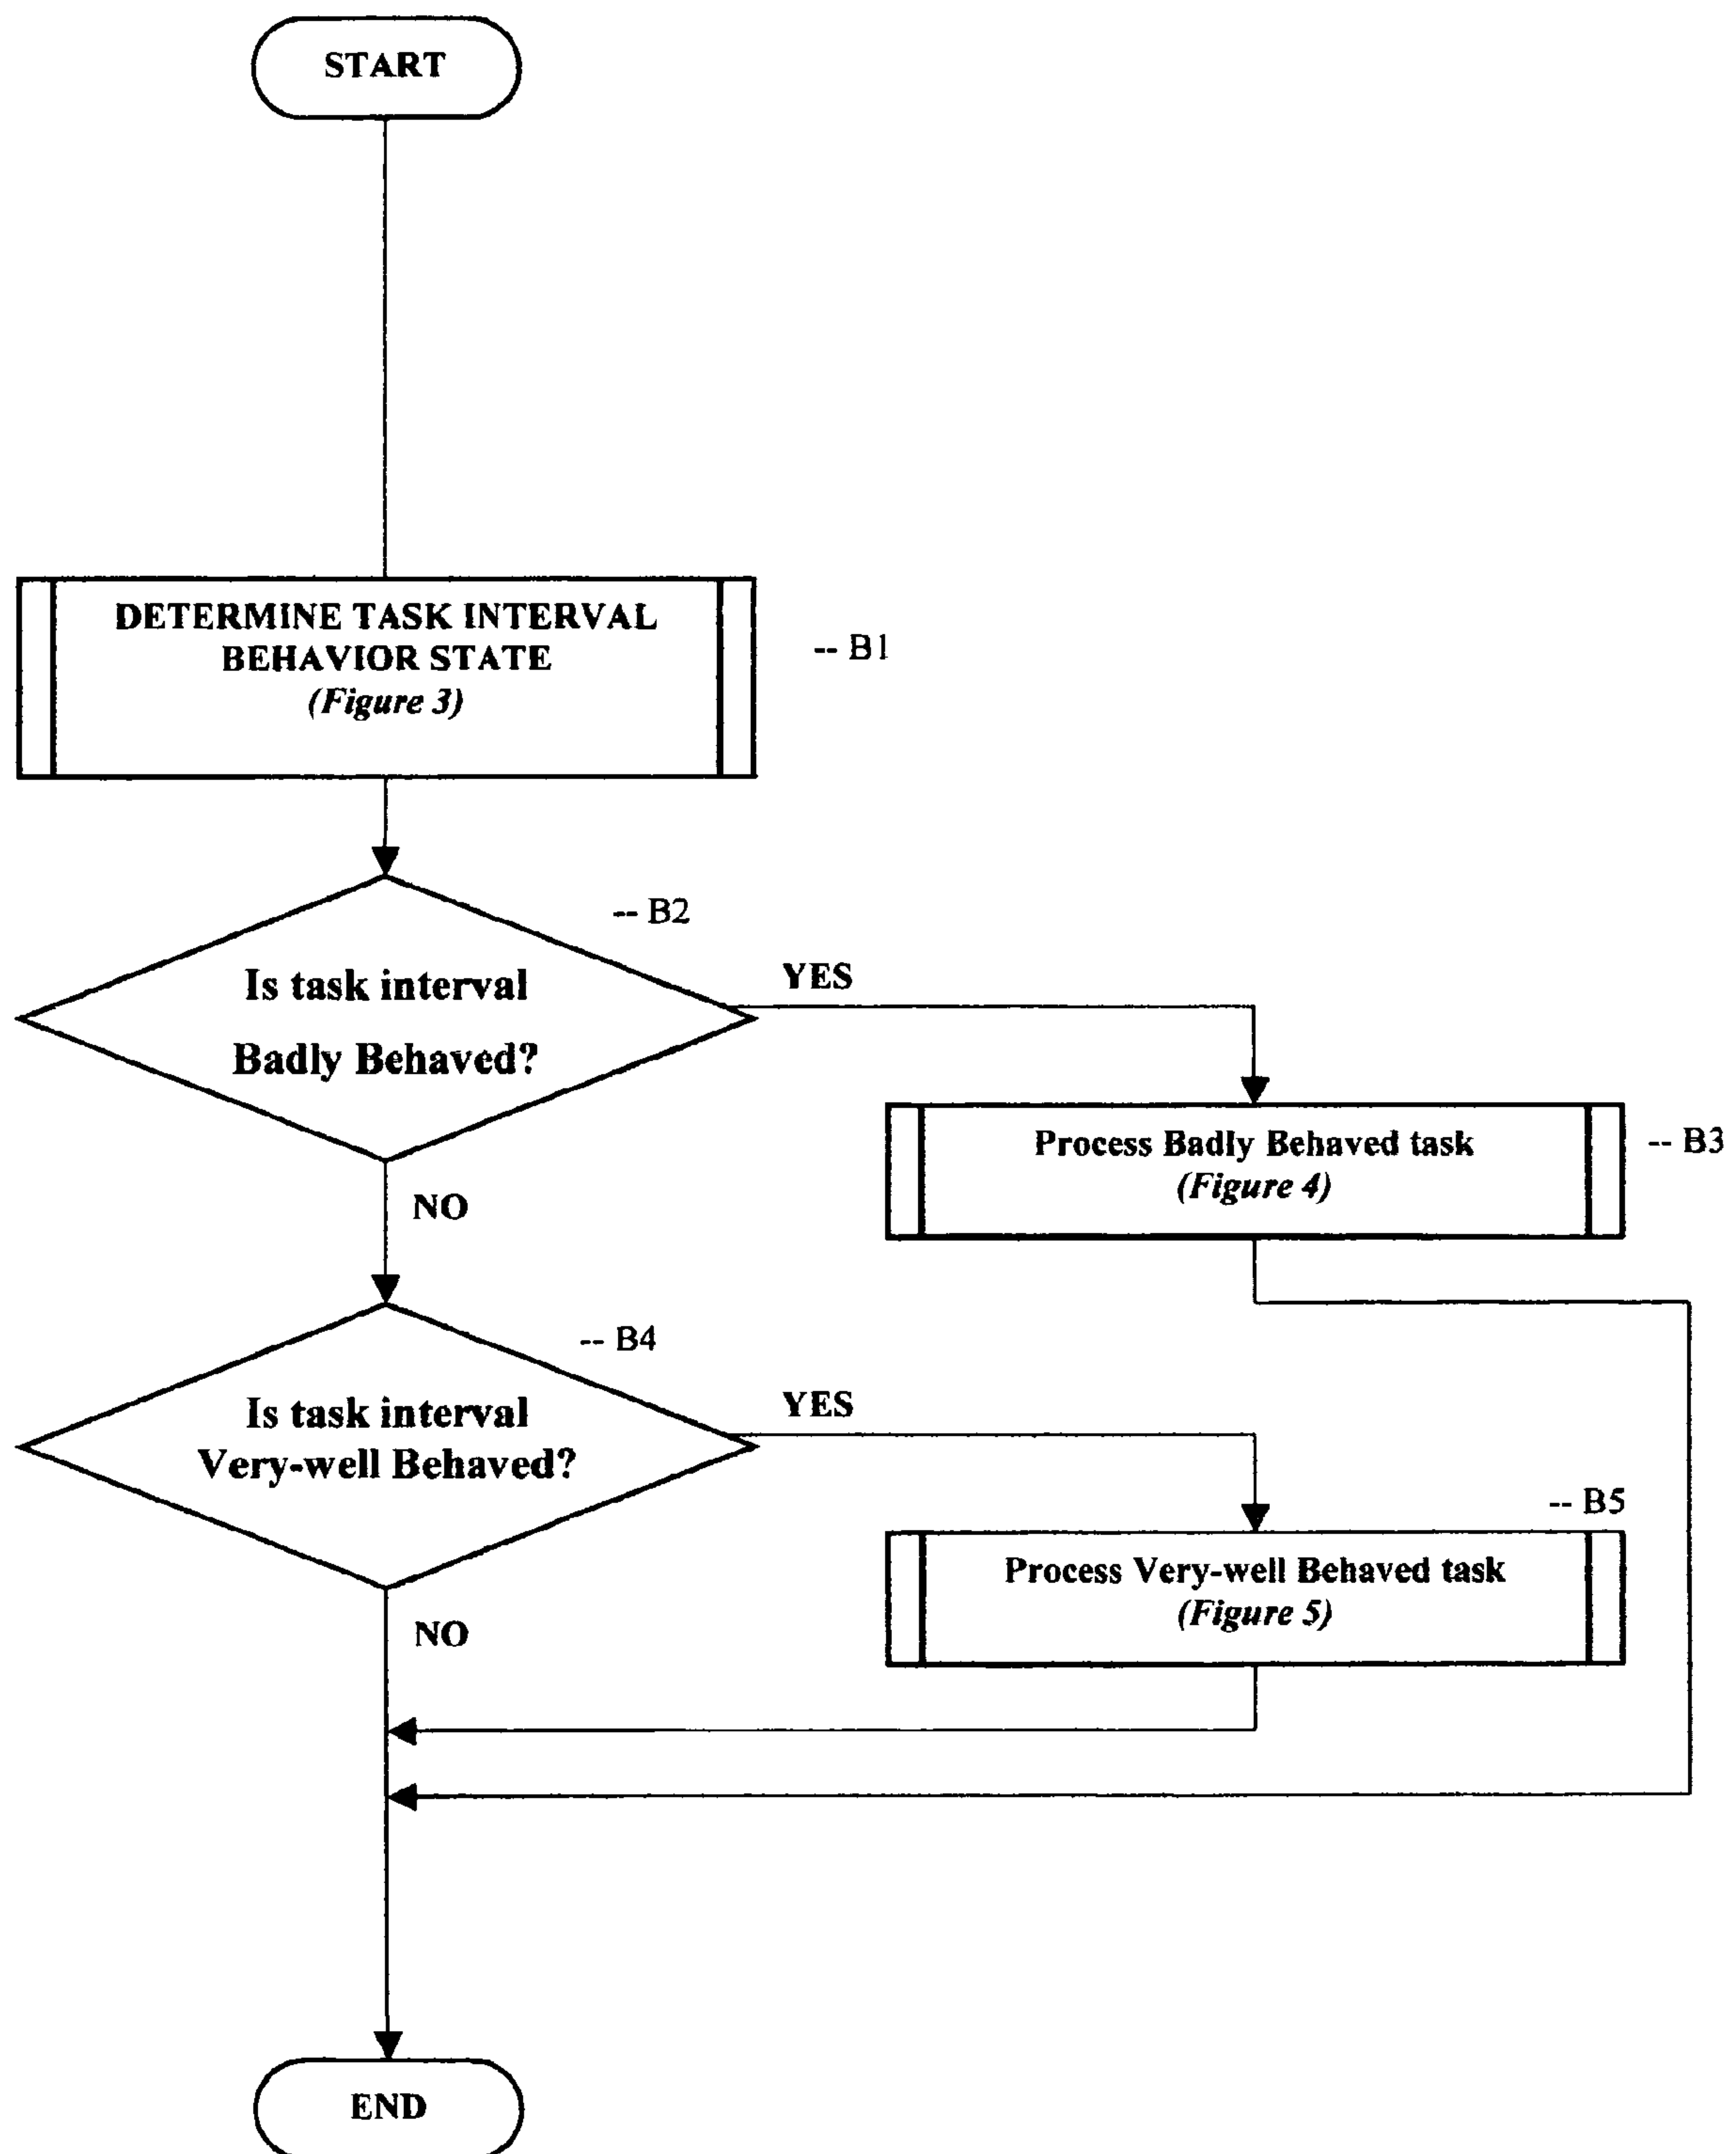 START
DETERMINE TASK INTERVAL
BEHAVIOR STATE
(Figure 3)
-- B1
-- B2
Is task interval
Badly Behaved?
YES
Process Badly Behaved task
(Figure 4)
-- B3
NO
-- B4
Is task interval
Very-well Behaved?
YES
-- B5
Process Very-well Behaved task
(Figure 5)
NO
END